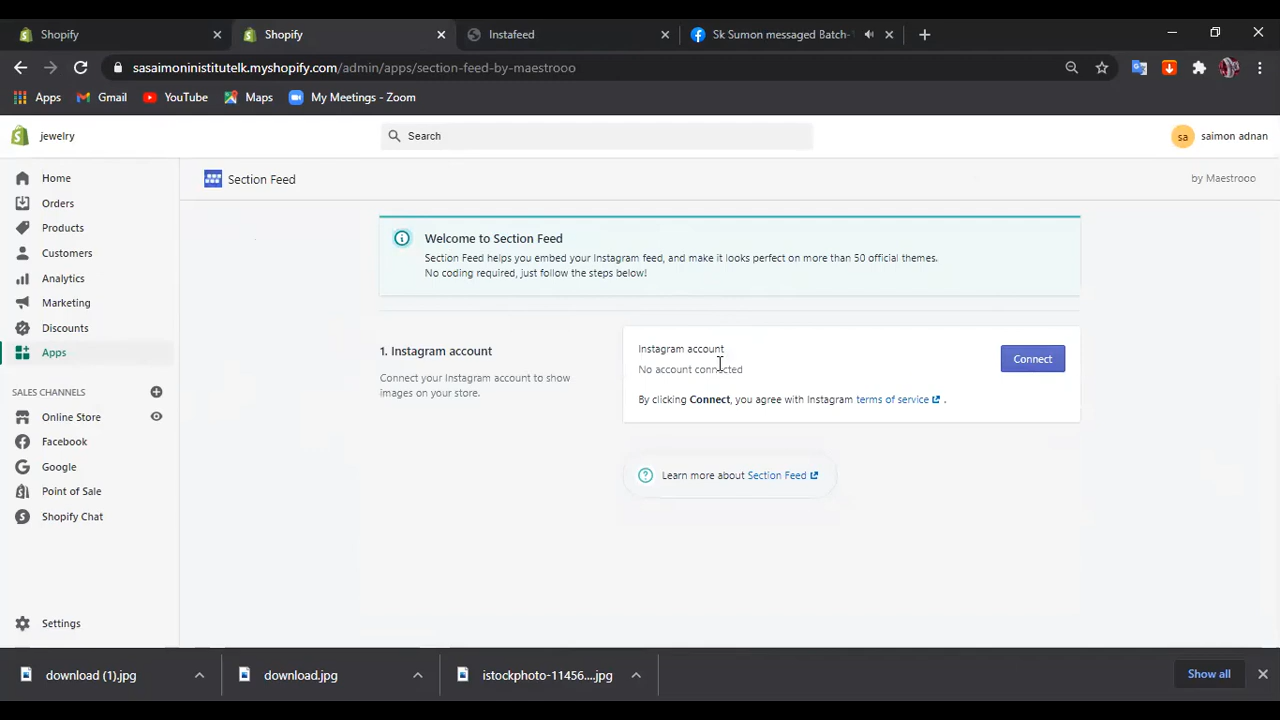 Shopify
Shopify
Instafeed
Sk Sumon messaged Batch-
sasaimoninistitutelk.myshopify.com/admin/apps/section-feed-by-maestrooo
Apps
Gmail
YouTube
Maps
My Meetings - Zoom
jewelry
Search
sa
saimon adnan
Home
Orders
Products
Customers
Analytics
Marketing
Discounts
Apps
SALES CHANNELS
Online Store
Facebook
Google
Point of Sale
Shopify Chat
Settings
Section Feed
by Maestrooo
Welcome to Section Feed
Section Feed helps you embed your Instagram feed, and make it looks perfect on more than 50 official themes.
No coding required, just follow the steps below!
1. Instagram account
Connect your Instagram account to show
images on your store.
Instagram account
No account connected
Connect
By clicking Connect, you agree with Instagram terms of service .
Learn more about Section Feed
download (1).jpg
download.jpg
istockphoto-11456....jpg
Show all